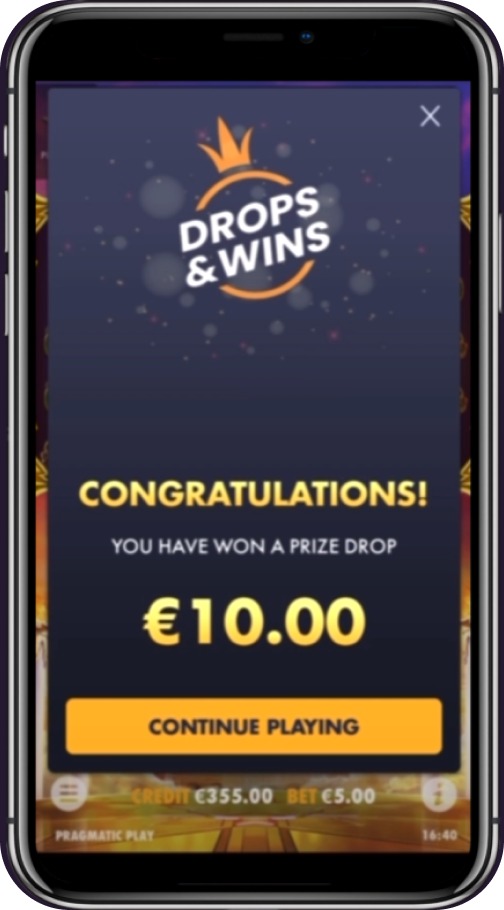 DROPS
&WINS
CONGRATULATIONS!
YOU HAVE WON A PRIZE DROP
€10.00
CONTINUE PLAYING
CREDIT €355.00 BET €5.00
PRAGMATIC PLAY 16:40